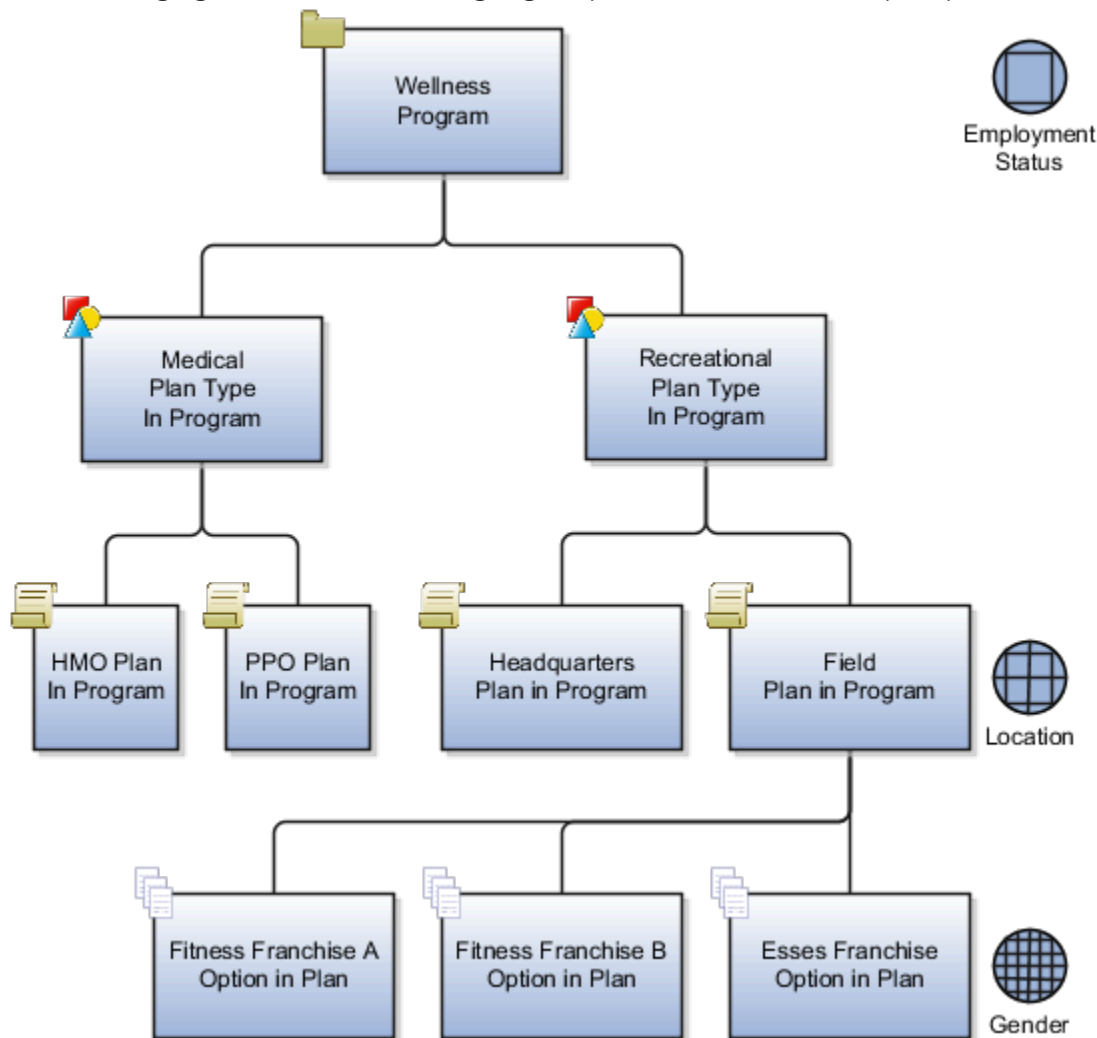 Wellness
Program
Employment
Status
Medical
Plan Type
In Program
Recreational
Plan Type
In Program
HMO Plan
In Program
PPO Plan
In Program
Headquarters
Plan in Program
Field
Plan in Program
Location
Fitness Franchise A
Option in Plan
Fitness Franchise B
Option in Plan
Esses Franchise
Option in Plan
Gender